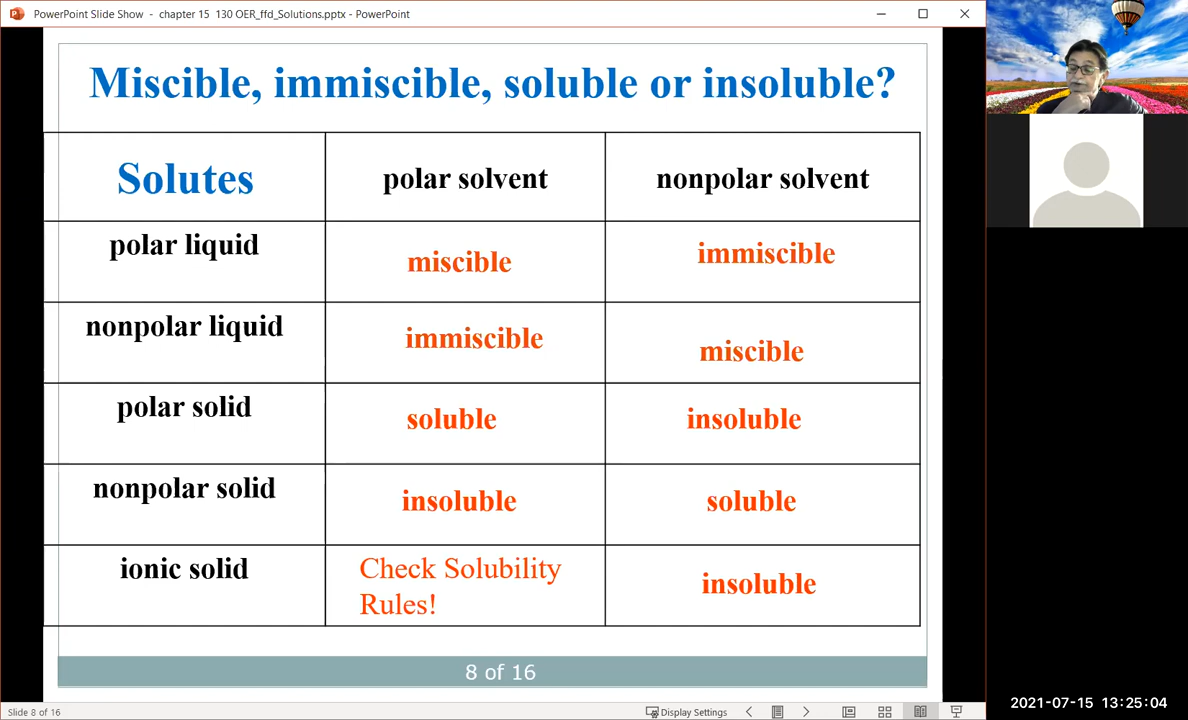 PowerPoint Slide Show - chapter 15 130 OER_ffd_Solutions.pptx - PowerPoint
Miscible, immiscible, soluble or insoluble?
Solutes polar solvent nonpolar solvent
polar liquid miscible immiscible
nonpolar liquid immiscible miscible
polar solid soluble insoluble
nonpolar solid insoluble soluble
ionic solid Check Solubility Rules! insoluble
8 of 16
Slide 8 of 16 Display Settings
2021-07-15 13:25:04